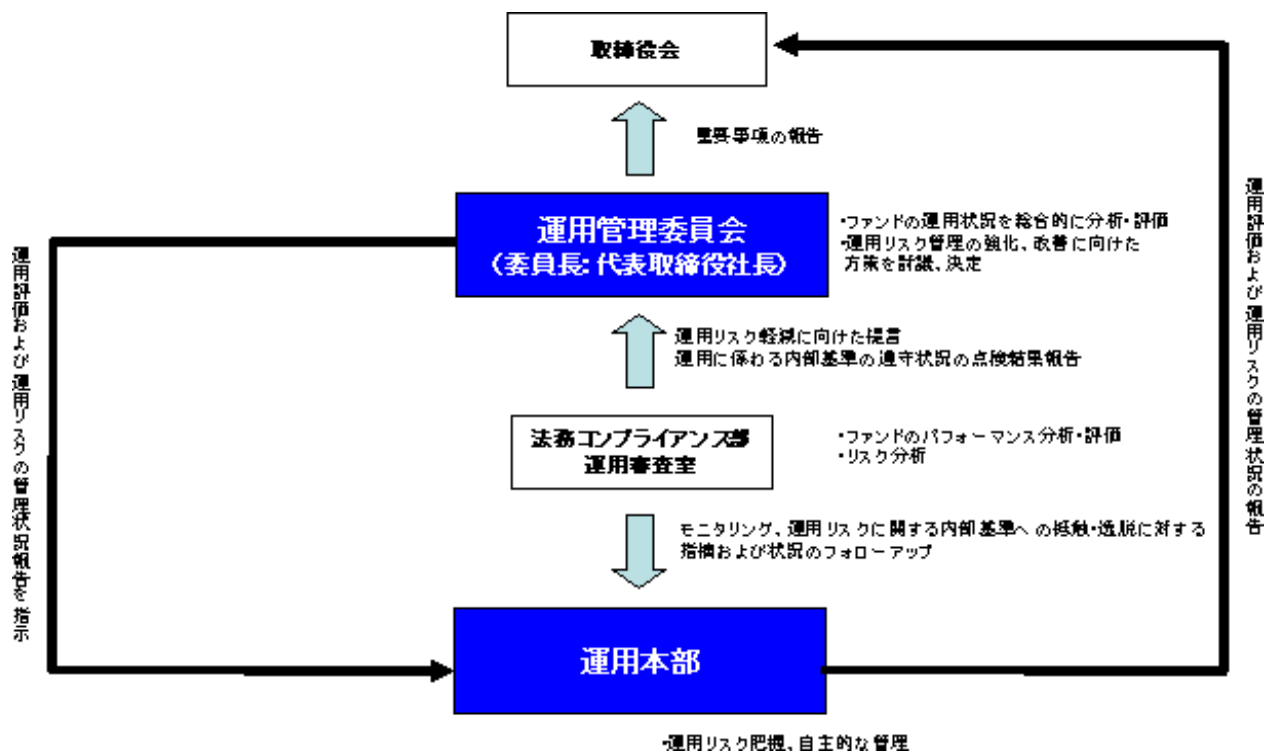 取締役会
重要事項の報告
運用管理委員会
（委員長：代表取締役社長）
・ファンドの運用状況を総合的に分析・評価
・運用リスク管理の強化、改善に向けた
方策を討議、決定
運用リスク軽減に向けた提言
運用に係わる内部基準の遵守状況の点検結果報告
法務コンプライアンス部
運用審査室
・ファンドのパフォーマンス分析・評価
・リスク分析
モニタリング、運用リスクに関する内部基準への抵触・逸脱に対する
指摘および状況のフォローアップ
運用本部
・運用リスク把握、自主的な管理
運用評価および運用リスクの管理状況報告を指示
運用評価および運用リスクの管理状況の報告